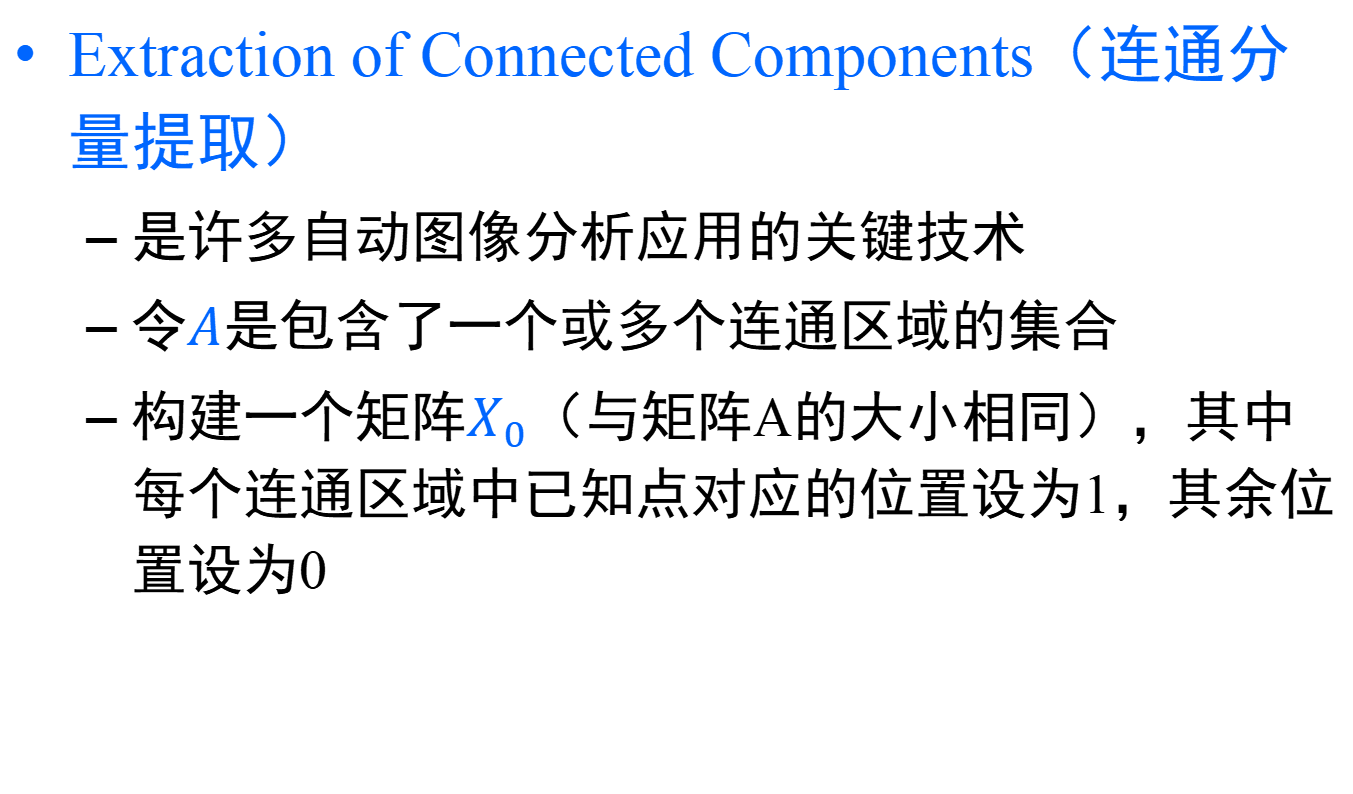 • Extraction of Connected Components（连通分
量提取）
– 是许多自动图像分析应用的关键技术
– 令A是包含了一个或多个连通区域的集合
– 构建一个矩阵X₀（与矩阵A的大小相同），其中
每个连通区域中已知点对应的位置设为1，其余位
置设为0